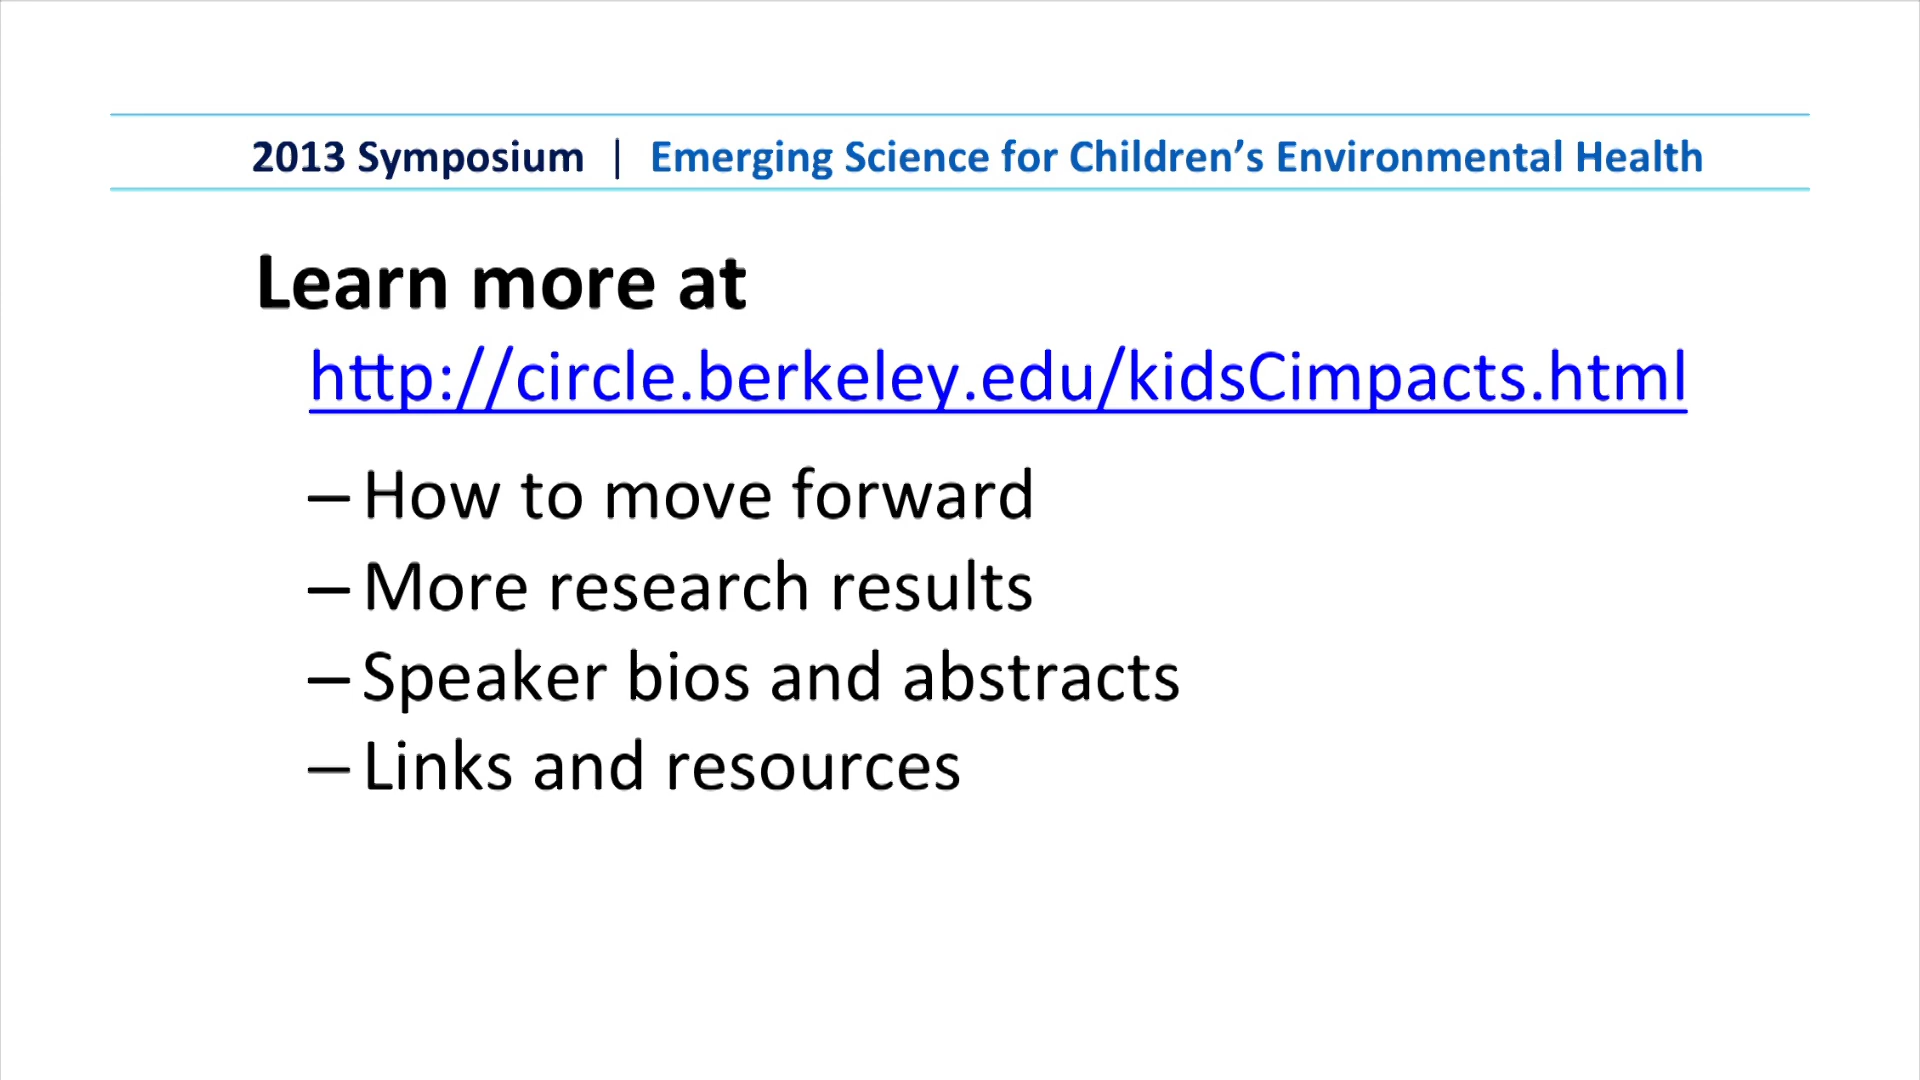 2013 Symposium | Emerging Science for Children’s Environmental Health
Learn more at
http://circle.berkeley.edu/kidsCimpacts.html
– How to move forward
– More research results
– Speaker bios and abstracts
– Links and resources